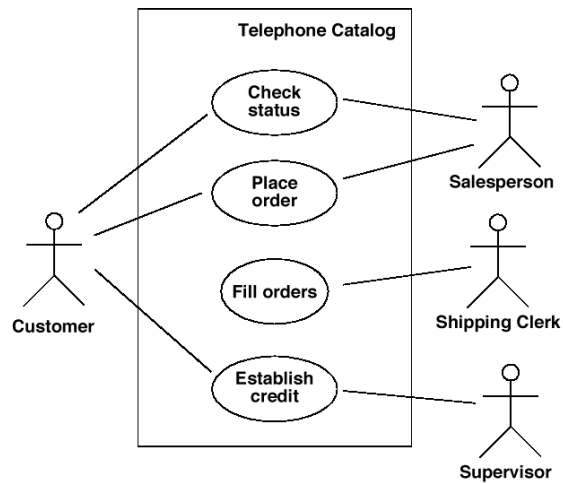 Telephone Catalog
Check
status
Place
order
Salesperson
Fill orders
Customer
Shipping Clerk
Establish
credit
Supervisor